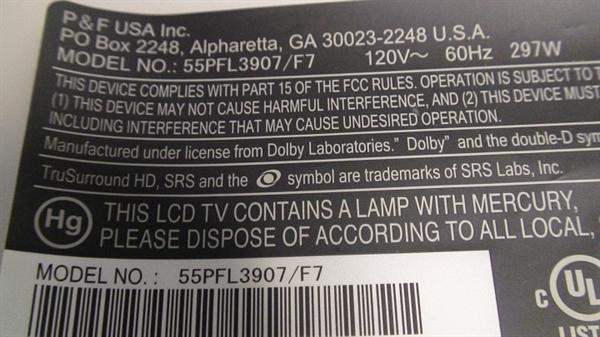 P & F USA Inc.
PO Box 2248, Alpharetta, GA 30023-2248 U.S.A.
MODEL NO.: 55PFL3907/F7 120V~ 60Hz 297W
THIS DEVICE COMPLIES WITH PART 15 OF THE FCC RULES. OPERATION IS SUBJECT TO T
(1) THIS DEVICE MAY NOT CAUSE HARMFUL INTERFERENCE, AND (2) THIS DEVICE MUST
INCLUDING INTERFERENCE THAT MAY CAUSE UNDESIRED OPERATION.
Manufactured under license from Dolby Laboratories." Dolby" and the double-D sym
TruSurround HD, SRS and the symbol are trademarks of SRS Labs, Inc.
Hg THIS LCD TV CONTAINS A LAMP WITH MERCURY,
PLEASE DISPOSE OF ACCORDING TO ALL LOCAL,
MODEL NO. : 55PFL3907/F7
C UL
LIST